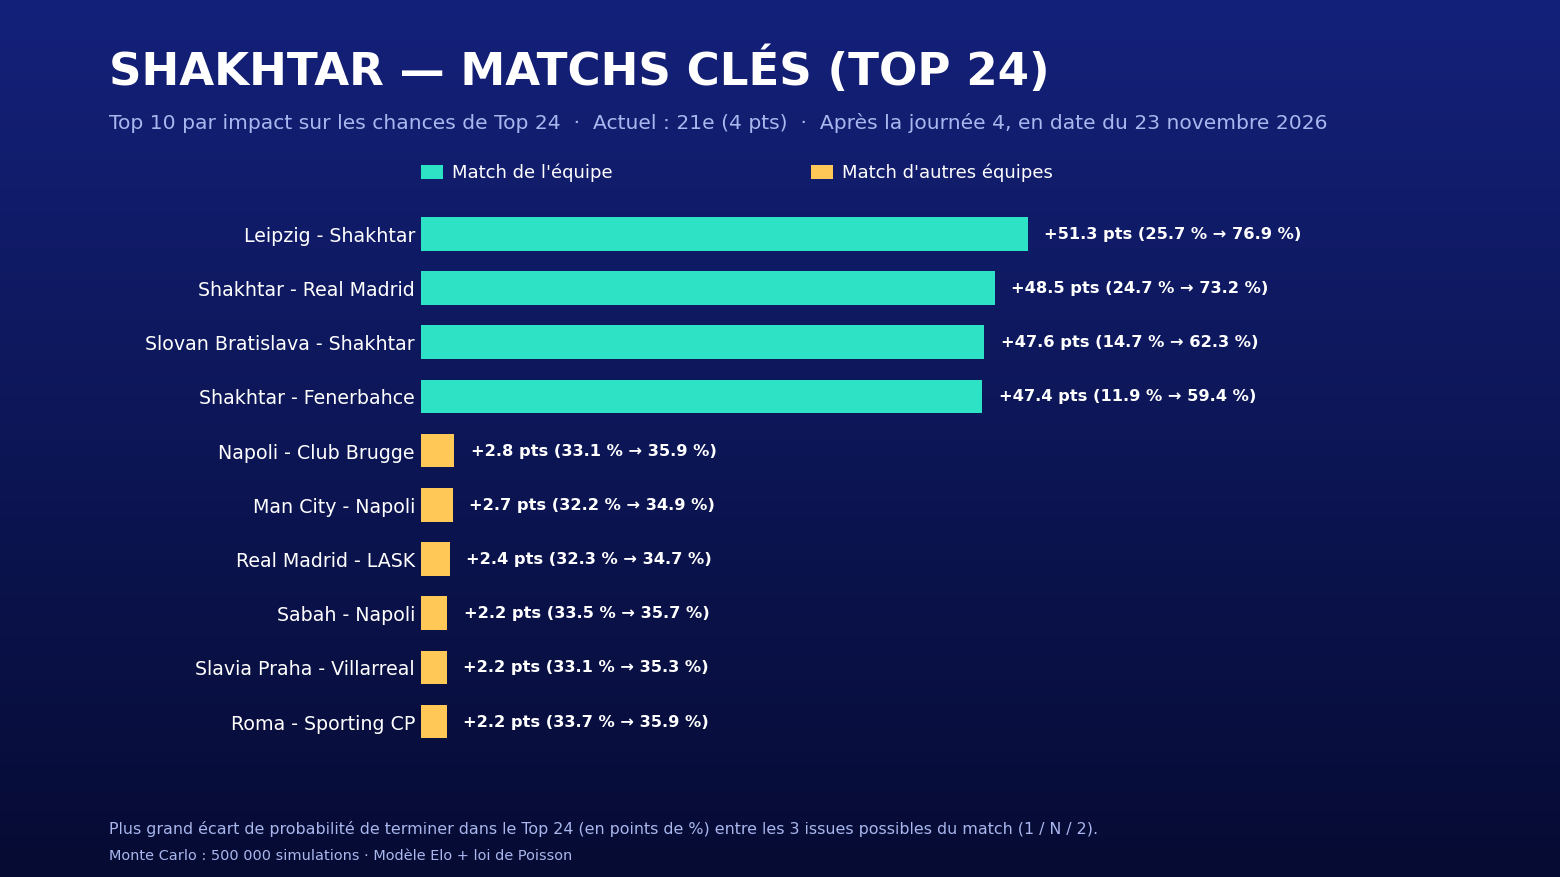 SHAKHTAR — MATCHS CLÉS (TOP 24)
Top 10 par impact sur les chances de Top 24 · Actuel : 21e (4 pts) · Après la journée 4, en date du 23 novembre 2026
Match de l'équipe
Match d'autres équipes
Leipzig - Shakhtar +51.3 pts (25.7 % → 76.9 %)
Shakhtar - Real Madrid +48.5 pts (24.7 % → 73.2 %)
Slovan Bratislava - Shakhtar +47.6 pts (14.7 % → 62.3 %)
Shakhtar - Fenerbahce +47.4 pts (11.9 % → 59.4 %)
Napoli - Club Brugge +2.8 pts (33.1 % → 35.9 %)
Man City - Napoli +2.7 pts (32.2 % → 34.9 %)
Real Madrid - LASK +2.4 pts (32.3 % → 34.7 %)
Sabah - Napoli +2.2 pts (33.5 % → 35.7 %)
Slavia Praha - Villarreal +2.2 pts (33.1 % → 35.3 %)
Roma - Sporting CP +2.2 pts (33.7 % → 35.9 %)
Plus grand écart de probabilité de terminer dans le Top 24 (en points de %) entre les 3 issues possibles du match (1 / N / 2).
Monte Carlo : 500 000 simulations · Modèle Elo + loi de Poisson